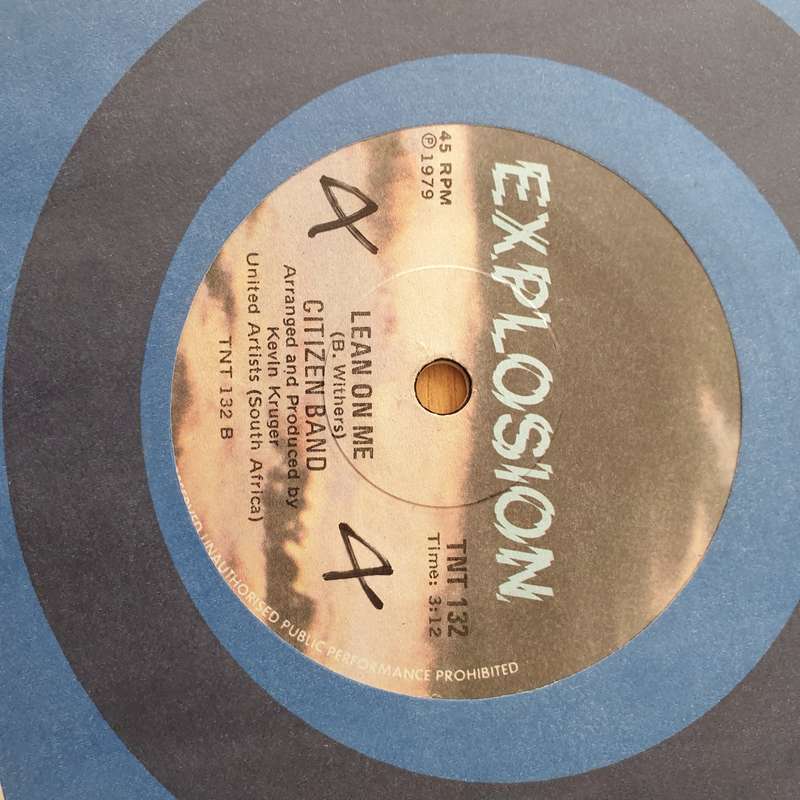 EXPLOSION
45 RPM
Ⓟ 1979
TNT 132
Time: 3:12
4
4
LEAN ON ME
(B. Withers)
CITIZEN BAND
Arranged and Produced by
Kevin Kruger
United Artists (South Africa)
TNT 132 B
UNAUTHORISED PUBLIC PERFORMANCE PROHIBITED